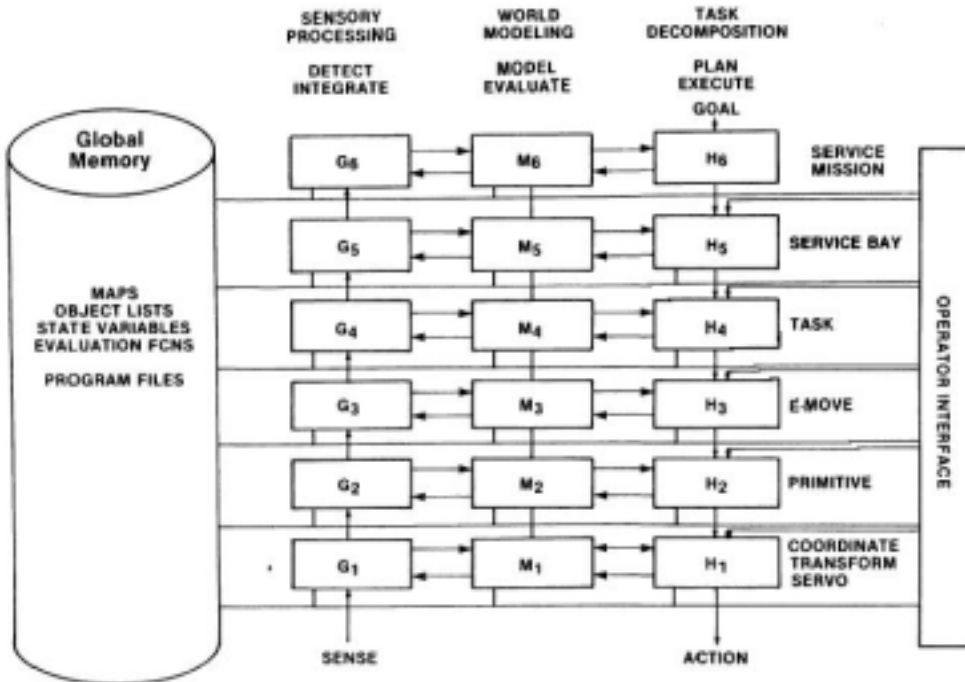 SENSORY
PROCESSING
WORLD
MODELING
TASK
DECOMPOSITION
DETECT
INTEGRATE
MODEL
EVALUATE
PLAN
EXECUTE
GOAL
Global
Memory
MAPS
OBJECT LISTS
STATE VARIABLES
EVALUATION FCNS
PROGRAM FILES
G6
M6
H6
SERVICE
MISSION
G5
M5
H5
SERVICE BAY
G4
M4
H4
TASK
G3
M3
H3
E-MOVE
G2
M2
H2
PRIMITIVE
G1
M1
H1
COORDINATE
TRANSFORM
SERVO
SENSE
ACTION
OPERATOR INTERFACE